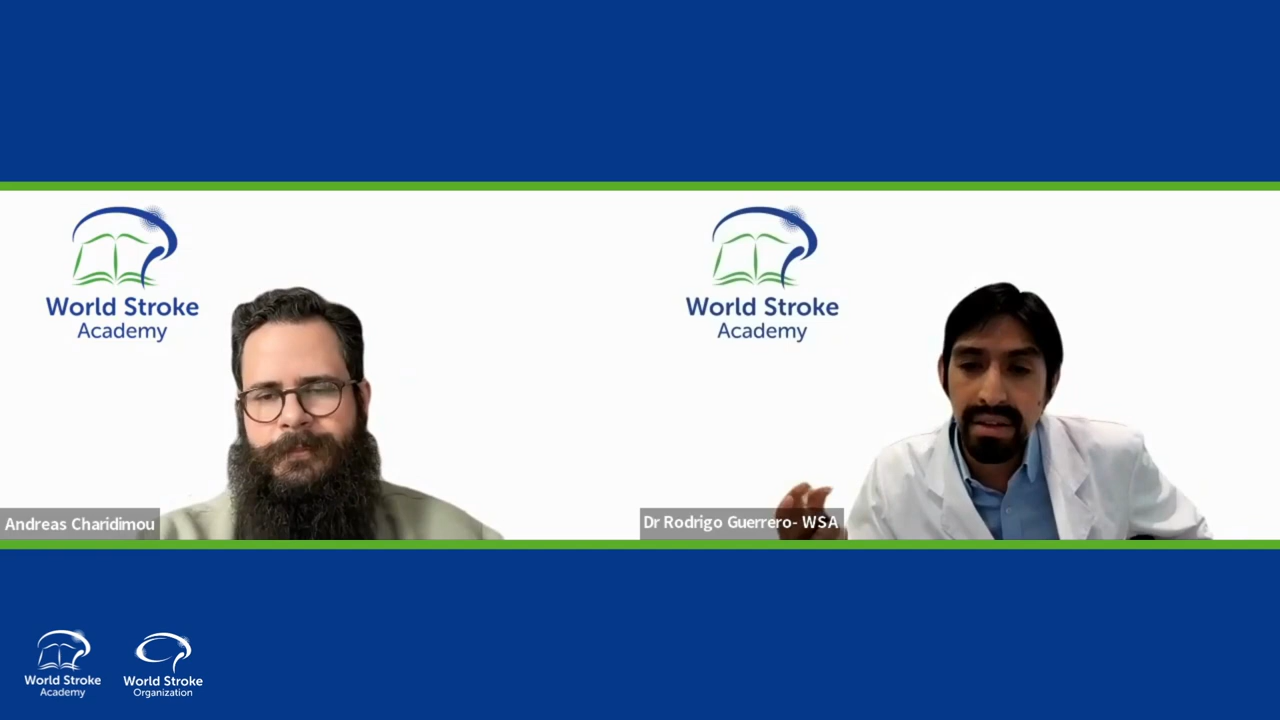 World Stroke
Academy
World Stroke
Academy
Andreas Charidimou
Dr Rodrigo Guerrero- WSA
World Stroke
Academy
World Stroke
Organization